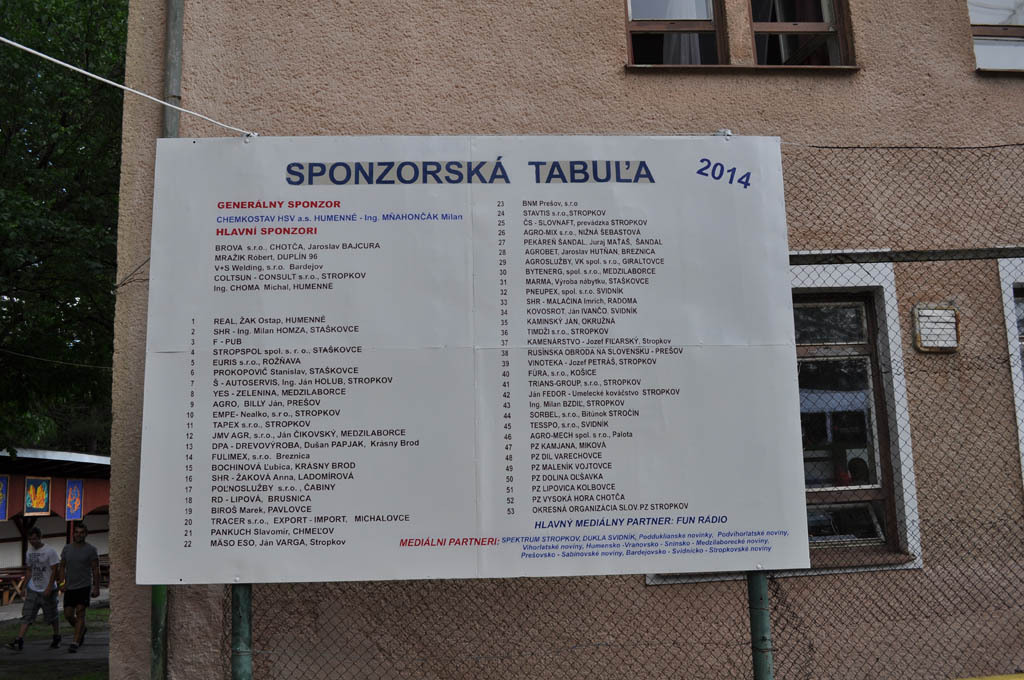 SPONZORSKÁ TABUĽA 2014
GENERÁLNY SPONZOR
CHEMKOSTAV HSV a.s. HUMENNÉ - Ing. MŇAHONČÁK Milan
HLAVNÍ SPONZORI
BROVA s.r.o., CHOTČA, Jaroslav BAJCURA
MRAŽIK Róbert, DUPLÍN 96
V+S Welding, s.r.o. Bardejov
COLTSUN - CONSULT s.r.o., STROPKOV
Ing. CHOMA Michal, HUMENNÉ
1 REAL, ŽAK Ostap, HUMENNÉ
2 SHR - Ing. Milan HOMZA, STAŠKOVCE
3 F - PUB
4 STROPSPOL spol. s. r. o., STAŠKOVCE
5 EURIS s.r.o., ROŽŇAVA
6 PROKOPOVIČ Stanislav, STAŠKOVCE
7 Š - AUTOSERVIS, Ing. Ján HOLUB, STROPKOV
8 YES - ZELENINA, MEDZILABORCE
9 AGRO, BILLY Ján, PREŠOV
10 EMPE- Nealko, s.r o., STROPKOV
11 TAPEX s.r.o., STROPKOV
12 JMV AGR, s.r.o., Ján ČIKOVSKÝ, MEDZILABORCE
13 DPA - DREVOVÝROBA, Dušan PAPJAK, Krásny Brod
14 FULIMEX, s.r.o. Breznica
15 BOCHINOVÁ Ľubica, KRÁSNY BROD
16 SHR - ŽAKOVÁ Anna, LADOMÍROVÁ
17 POĽNOSLUŽBY s.r.o., ČABINY
18 RD - LIPOVÁ, BRUSNICA
19 BIROŠ Marek, PAVLOVCE
20 TRACER s.r.o., EXPORT - IMPORT, MICHALOVCE
21 PANKUCH Slavomír, CHMEĽOV
22 MÄSO ESO, Ján VARGA, Stropkov
23 BNM Prešov, s.r.o
24 STAVTIS s.r.o.,STROPKOV
25 ČS - SLOVNAFT, prevádzka STROPKOV
26 AGRO-MIX s.r.o., NIŽNÁ ŠEBASTOVÁ
27 PEKÁREŇ ŠANDAL, Juraj MAŤAŠ, ŠANDAL
28 AGROBET, Jaroslav HUTŇAN, BREZNICA
29 AGROSLUŽBY, VK spol. s r.o., GIRALTOVCE
30 BYTENERG, spol. s r.o., MEDZILABORCE
31 MARMA, Výroba nábytku, STAŠKOVCE
32 PNEUPEX, spol. s r.o. SVIDNÍK
33 SHR - MALAČINA Imrich, RADOMA
34 KOVOSROT, Ján IVANČO, SVIDNÍK
35 KAMINSKÝ JÁN, OKRUŽNÁ
36 TIMDŽI s.r.o., STROPKOV
37 KAMENÁRSTVO - Jozef FIĽARSKÝ, Stropkov
38 RUSÍNSKA OBRODA NA SLOVENSKU - PREŠOV
39 VINOTÉKA - Jozef PETRÁŠ, STROPKOV
40 FÚRA, s.r.o., KOŠICE
41 TRIANS-GROUP, s.r.o., STROPKOV
42 Ján FEDOR - Umelecké kováčstvo STROPKOV
43 Ing. Milan BZDIĽ, STROPKOV
44 SORBEL, s.r.o., Bitúnok STROČÍN
45 TESSPO, s.r.o., SVIDNÍK
46 AGRO-MECH spol. s r.o., Palota
47 PZ KAMJANA, MIKOVÁ
48 PZ DIL VARECHOVCE
49 PZ MALENÍK VOJTOVCE
50 PZ DOLINA OĽŠAVKA
51 PZ LIPOVICA KOLBOVCE
52 PZ VYSOKÁ HORA CHOTČA
53 OKRESNÁ ORGANIZÁCIA SLOV.PZ STROPKOV
HLAVNÝ MEDIÁLNY PARTNER: FUN RÁDIO
MEDIÁLNI PARTNERI: SPEKTRUM STROPKOV, DUKLA SVIDNÍK, Podduklianske novinky, Podvihorlatské noviny,
Vihorlatské noviny, Humensko -Vranovsko - Sninsko - Medzilaborecké noviny,
Prešovsko - Sabinovské noviny, Bardejovsko - Svidnícko - Stropkovské noviny